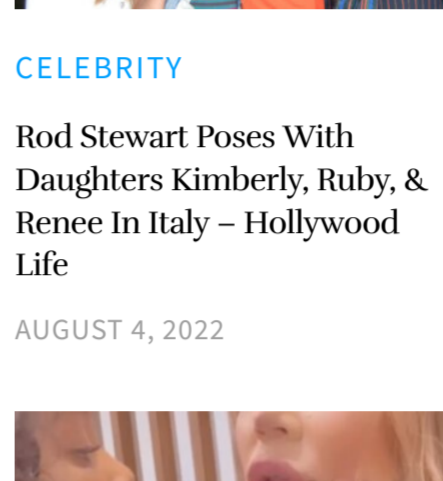 CELEBRITY
Rod Stewart Poses With
Daughters Kimberly, Ruby, &
Renee In Italy – Hollywood
Life
AUGUST 4, 2022